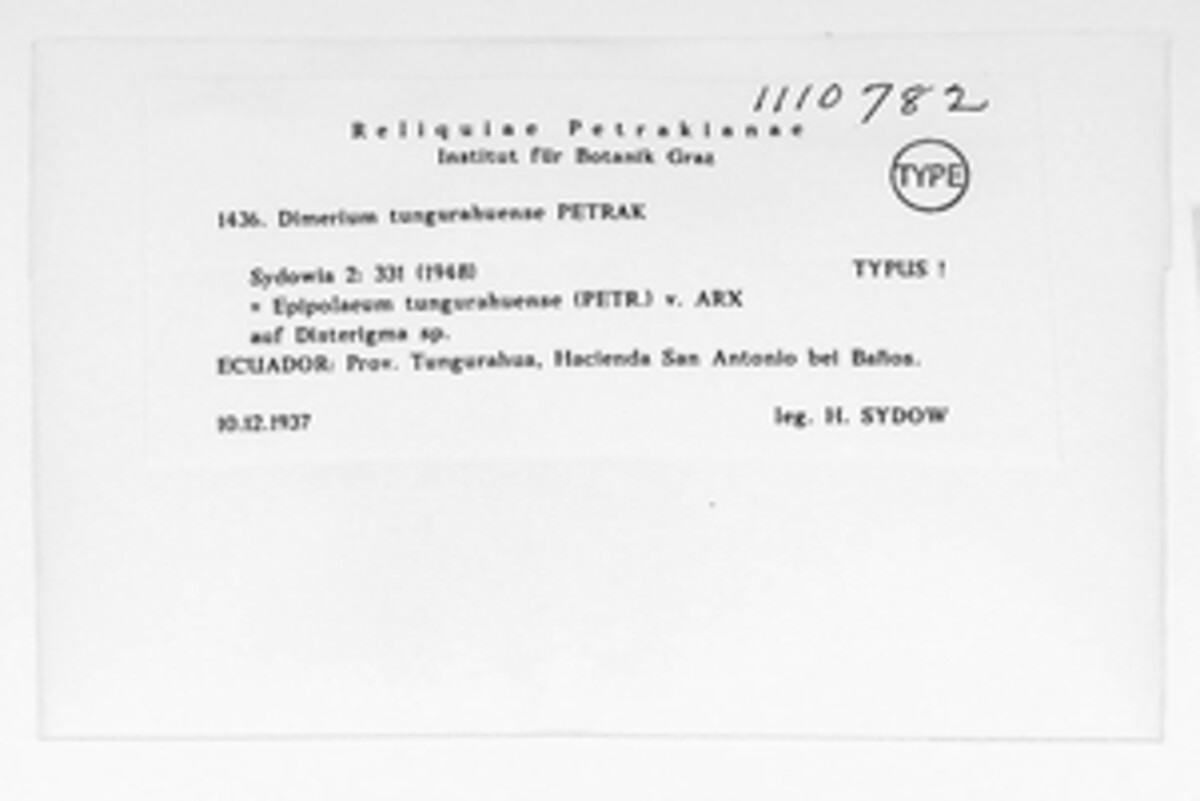 1110782
Reliquiae Petrakianae
Institut für Botanik Graz
TYPE
1436. Dimerium tungurahuense PETRAK
Sydowia 2: 331 (1948)
TYPUS !
= Epipolaeum tungurahuense (PETR.) v. ARX
auf Disterigma sp.
ECUADOR: Prov. Tungurahua, Hacienda San Antonio bei Baños.
10.12.1937
leg. H. SYDOW